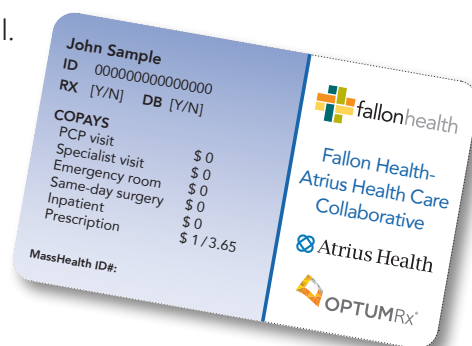 l.
John Sample
ID 000000000000000
RX [Y/N] DB [Y/N]
COPAYS
PCP visit $ 0
Specialist visit $ 0
Emergency room $ 0
Same-day surgery $ 0
Inpatient $ 0
Prescription $ 1/3.65
MassHealth ID#:
fallonhealth
Fallon Health-
Atrius Health Care
Collaborative
Atrius Health
OPTUMRx®